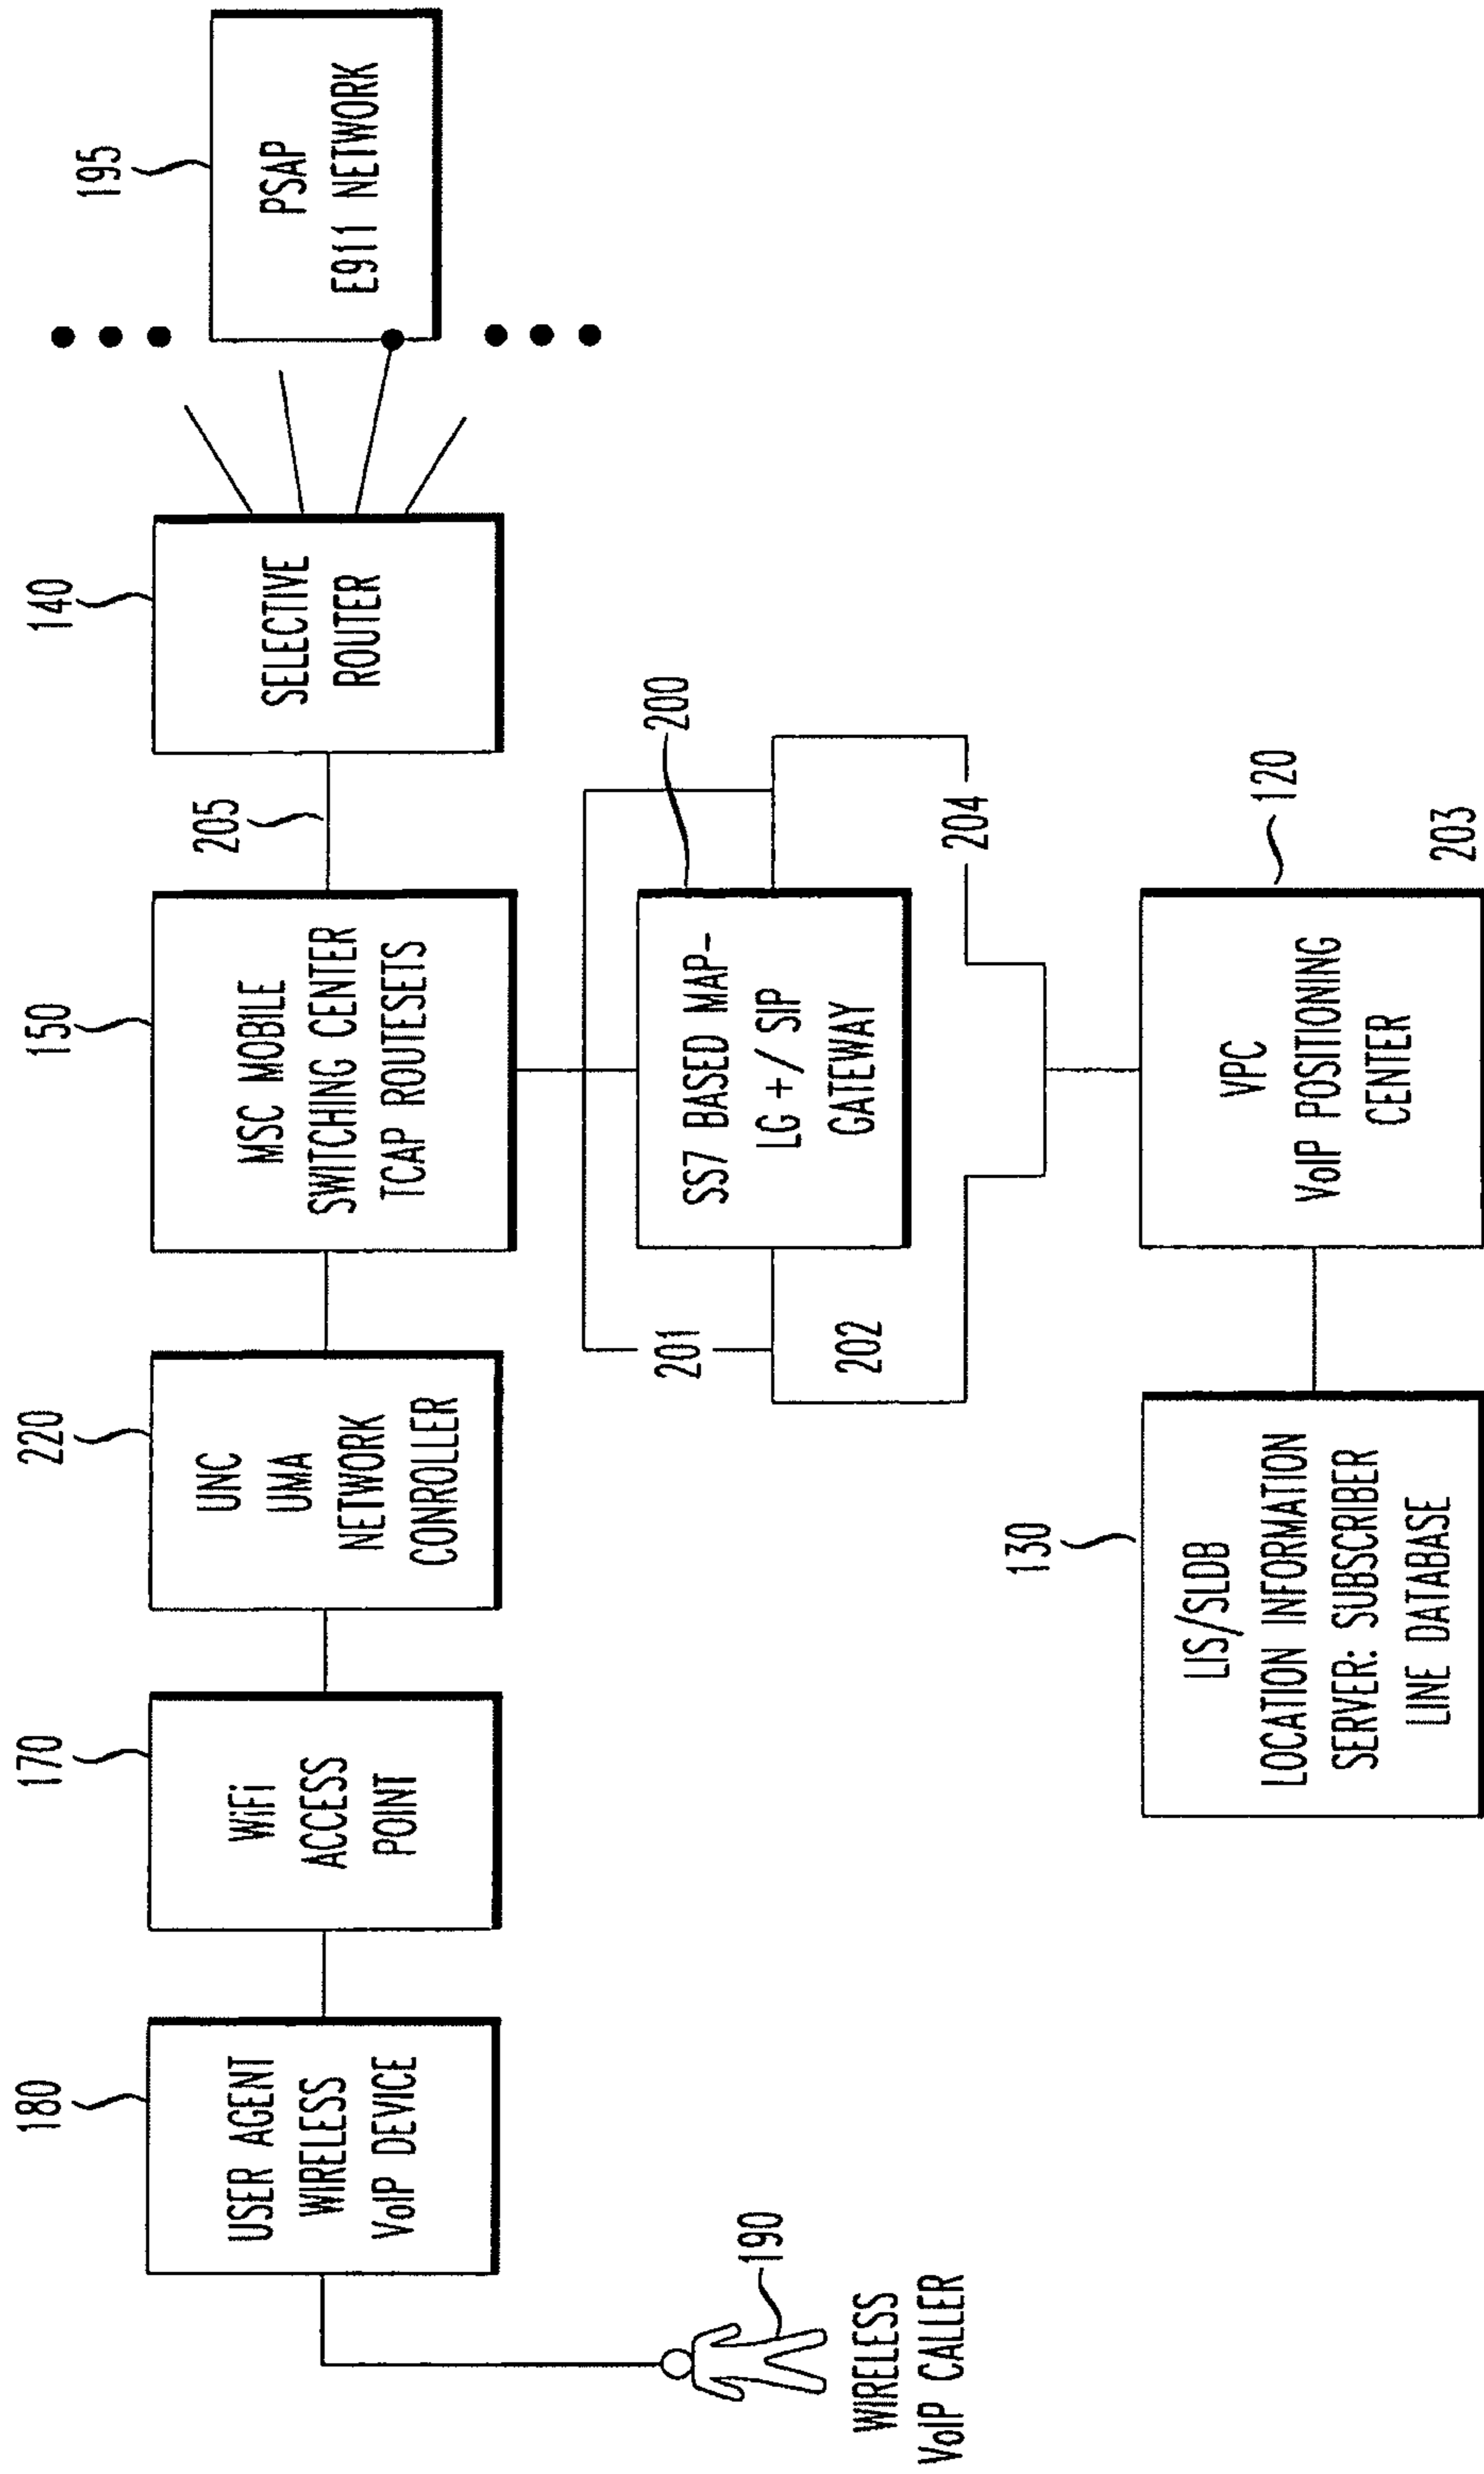 180
USER AGENT
WIRELESS
VoIP DEVICE
170
WiFi
ACCESS
POINT
220
UNC
UMA
NETWORK
CONROLLER
150
MSC MOBILE
SWITCHING CENTER
TCAP ROUTESETS
205
140
SELECTIVE
ROUTER
195
PSAP
E911 NETWORK
190
WIRELESS
VoIP CALLER
201
202
SS7 BASED MAP-
LG +/ SIP
GATEWAY
200
204
130
LIS/SLDB
LOCATION INFORMATION
SERVER: SUBSCRIBER
LINE DATABASE
VPC
VoIP POSITIONING
CENTER
120
203